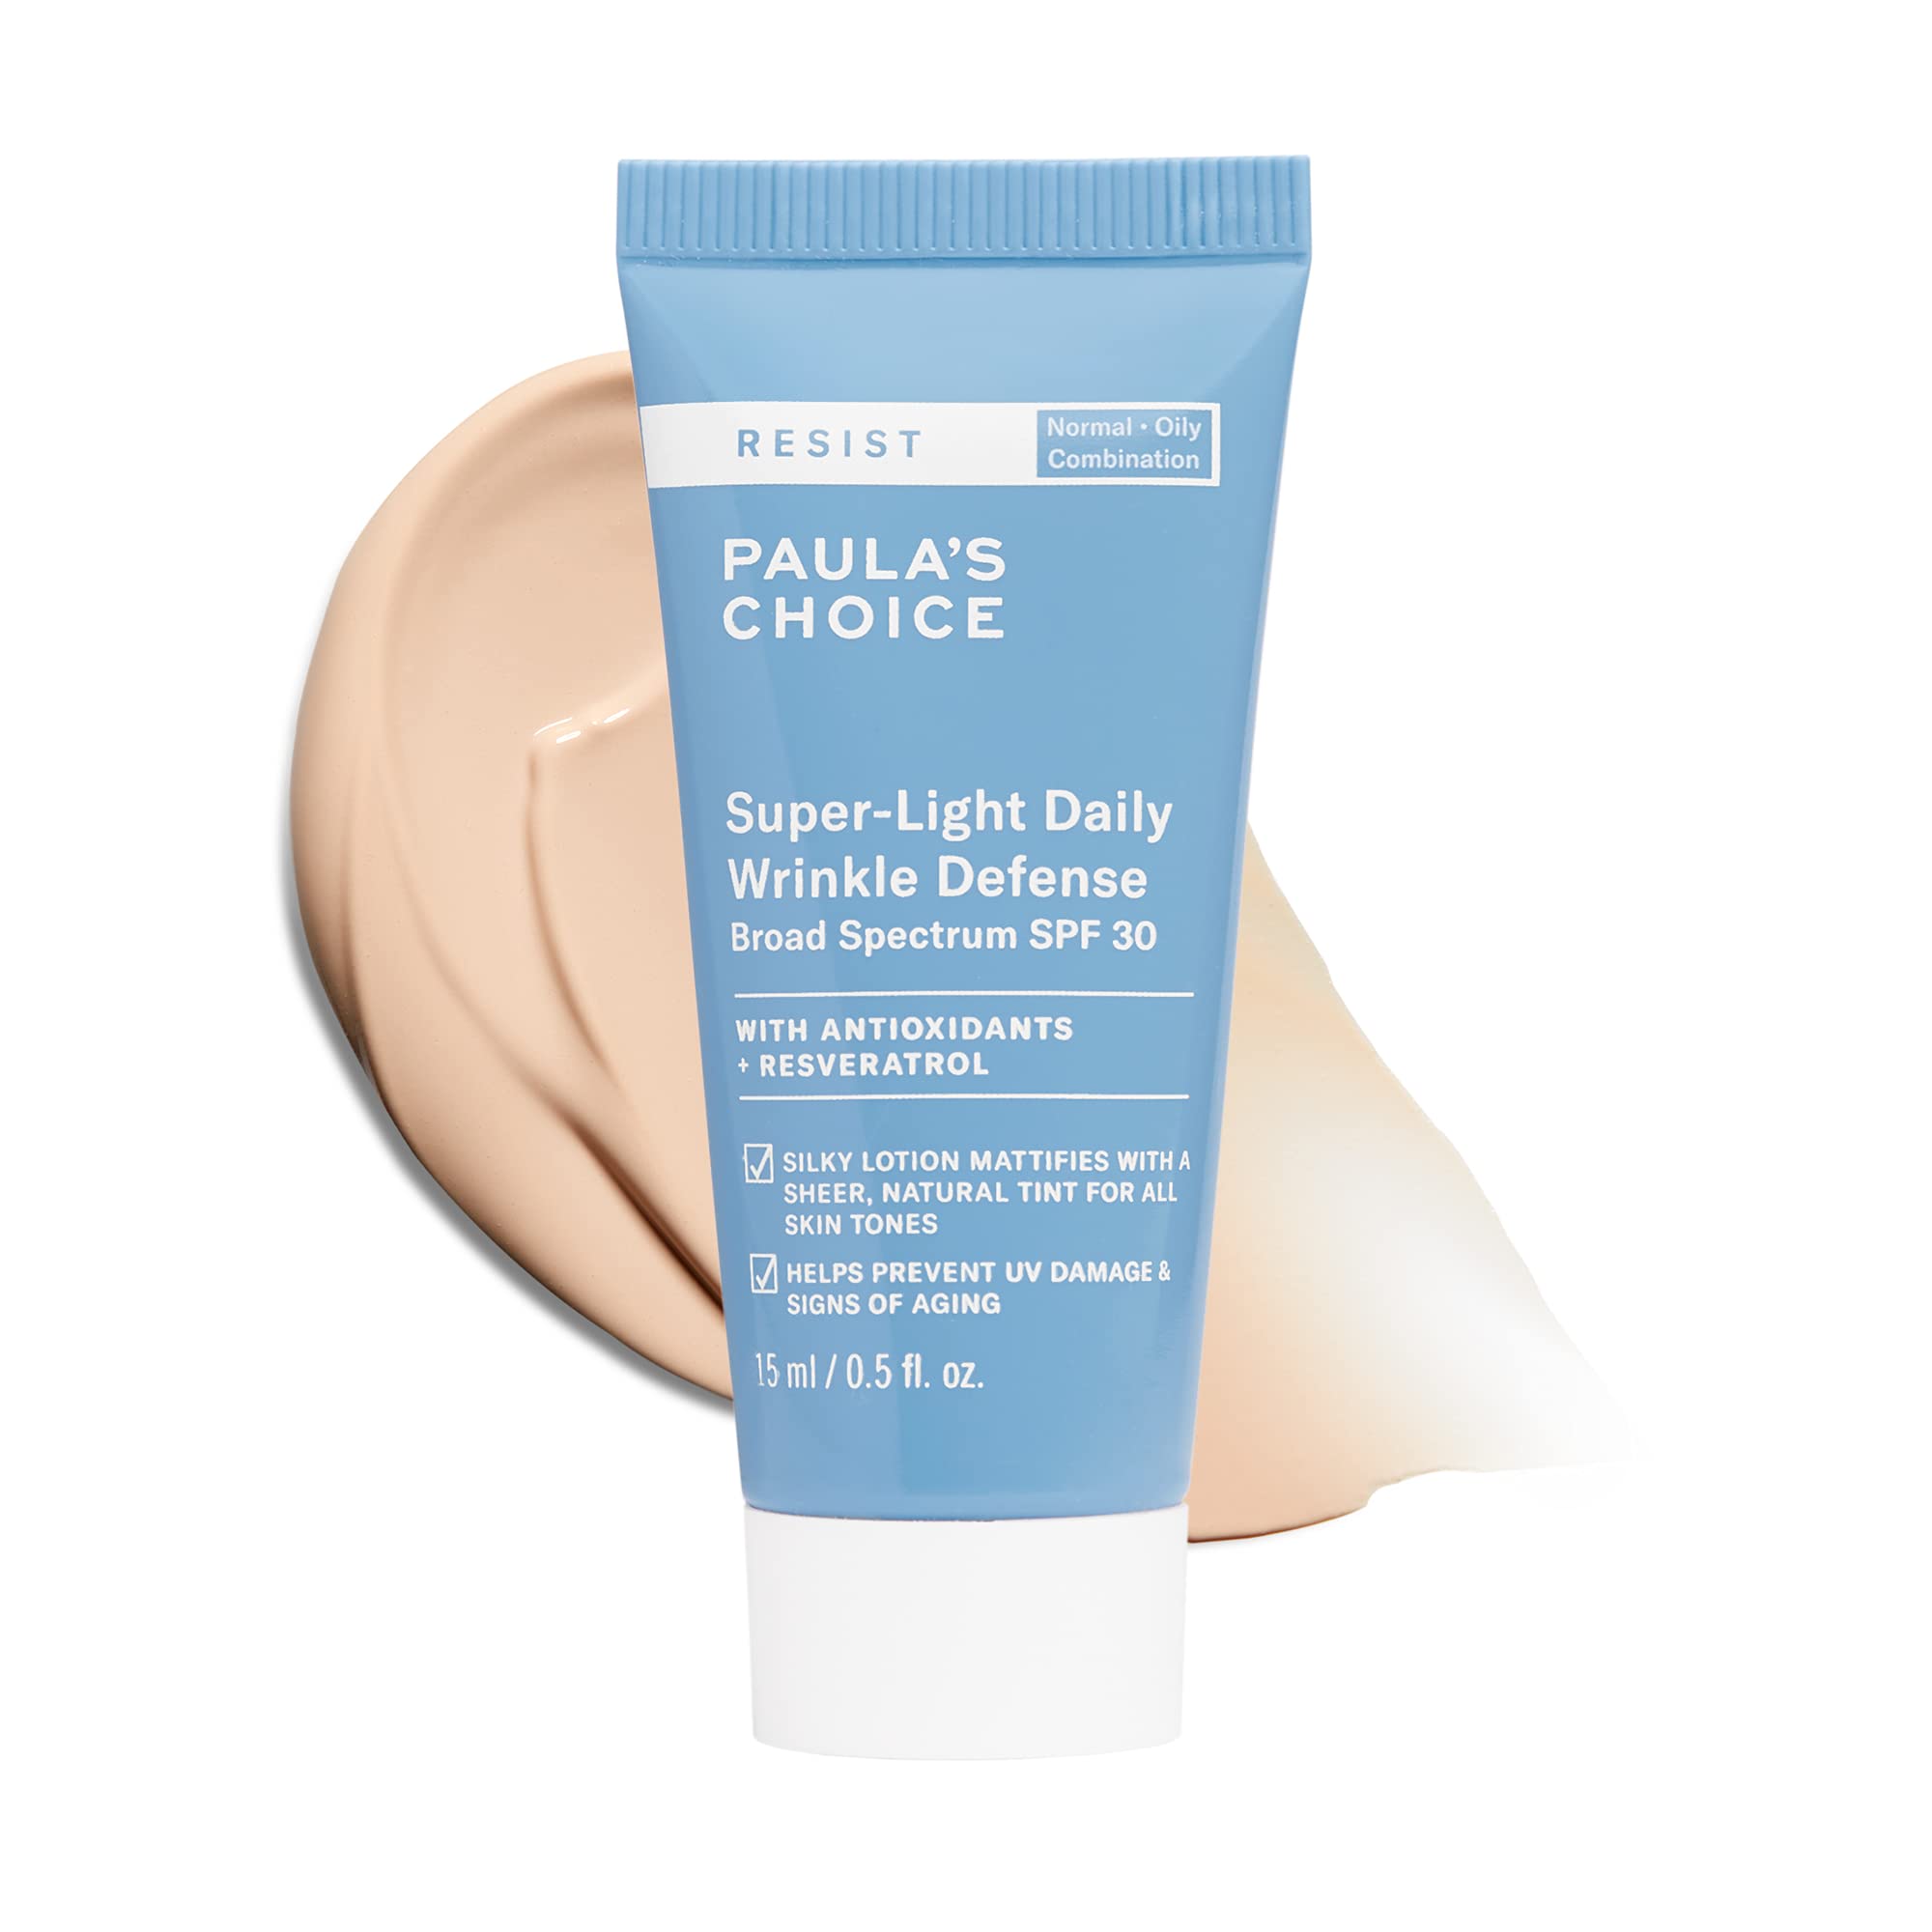 RESIST
Normal • Oily
Combination
PAULA'S
CHOICE
Super-Light Daily
Wrinkle Defense
Broad Spectrum SPF 30
WITH ANTIOXIDANTS
+ RESVERATROL
SILKY LOTION MATTIFIES WITH A
SHEER, NATURAL TINT FOR ALL
SKIN TONES
HELPS PREVENT UV DAMAGE &
SIGNS OF AGING
15 ml / 0.5 fl. oz.